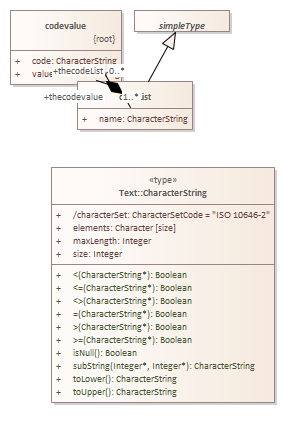 codevalue
{root}
+ code: CharacterString
+ value
+thecodeList 0..*
simpleType
+thecodevalue 1..* list
+ name: CharacterString
«type»
Text::CharacterString
+ /characterSet: CharacterSetCode = "ISO 10646-2"
+ elements: Character [size]
+ maxLength: Integer
+ size: Integer
+ <(CharacterString*): Boolean
+ <=(CharacterString*): Boolean
+ <>(CharacterString*): Boolean
+ =(CharacterString*): Boolean
+ >(CharacterString*): Boolean
+ >=(CharacterString*): Boolean
+ isNull(): Boolean
+ subString(Integer*, Integer*): CharacterString
+ toLower(): CharacterString
+ toUpper(): CharacterString